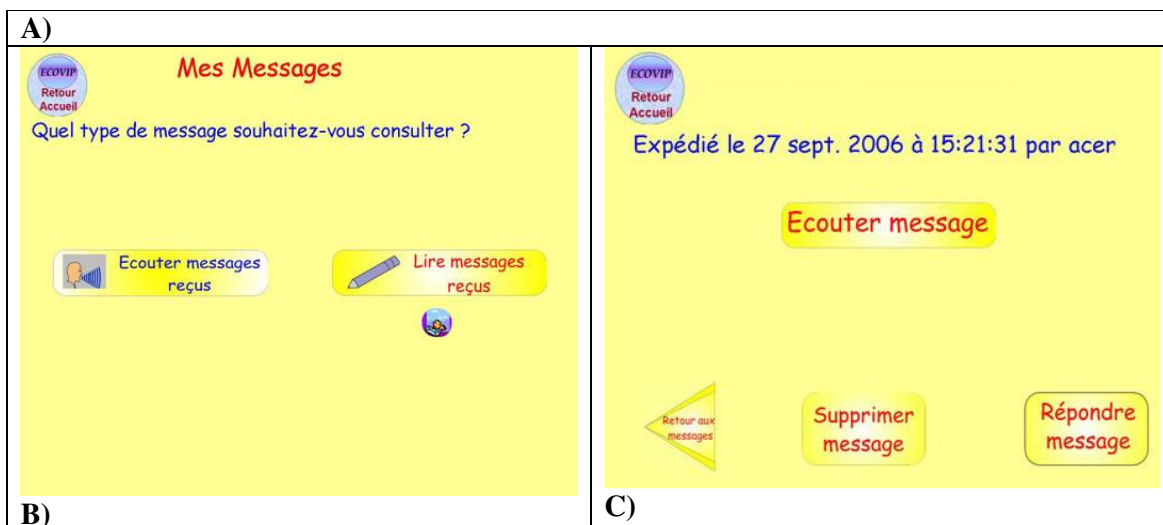 A)
ECOVIP
Retour
Accueil
Mes Messages
Quel type de message souhaitez-vous consulter ?
Ecouter messages
reçus
Lire messages
reçus
B)
ECOVIP
Retour
Accueil
Expédié le 27 sept. 2006 à 15:21:31 par acer
Ecouter message
Retour aux
messages
Supprimer
message
Répondre
message
C)